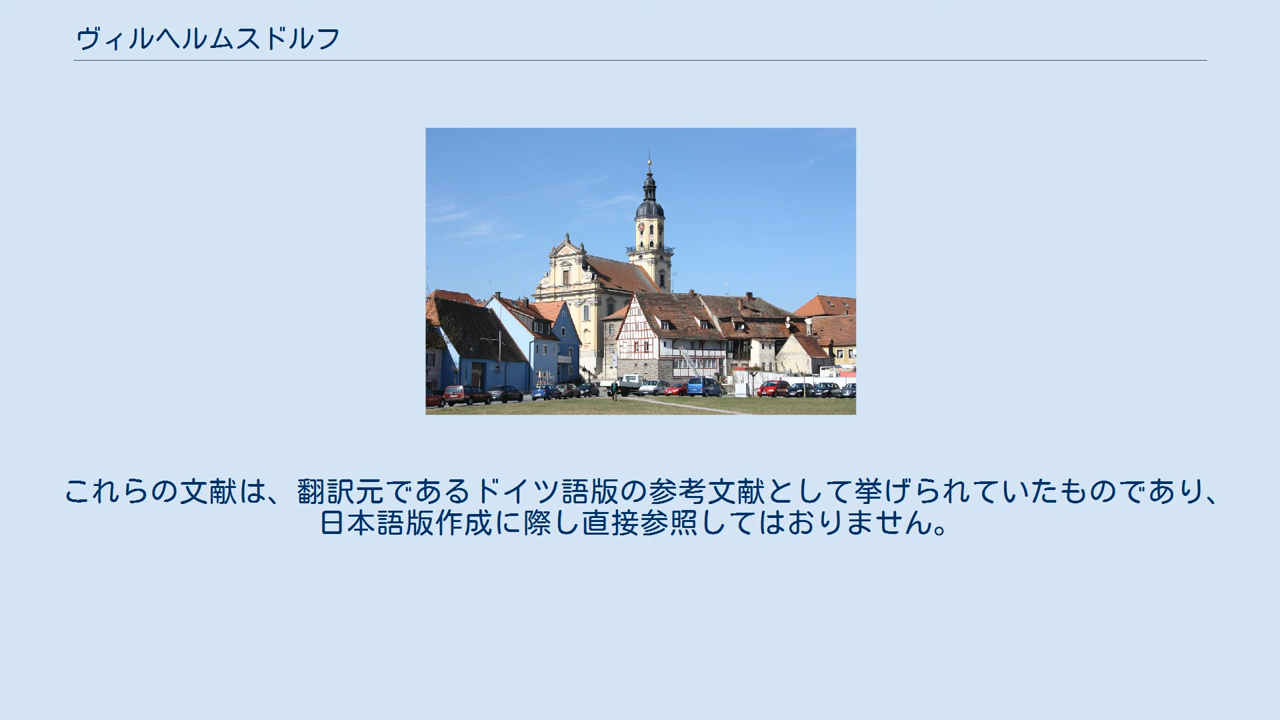 ヴィルヘルムスドルフ
これらの文献は、翻訳元であるドイツ語版の参考文献として挙げられていたものであり、
日本語版作成に際し直接参照してはおりません。